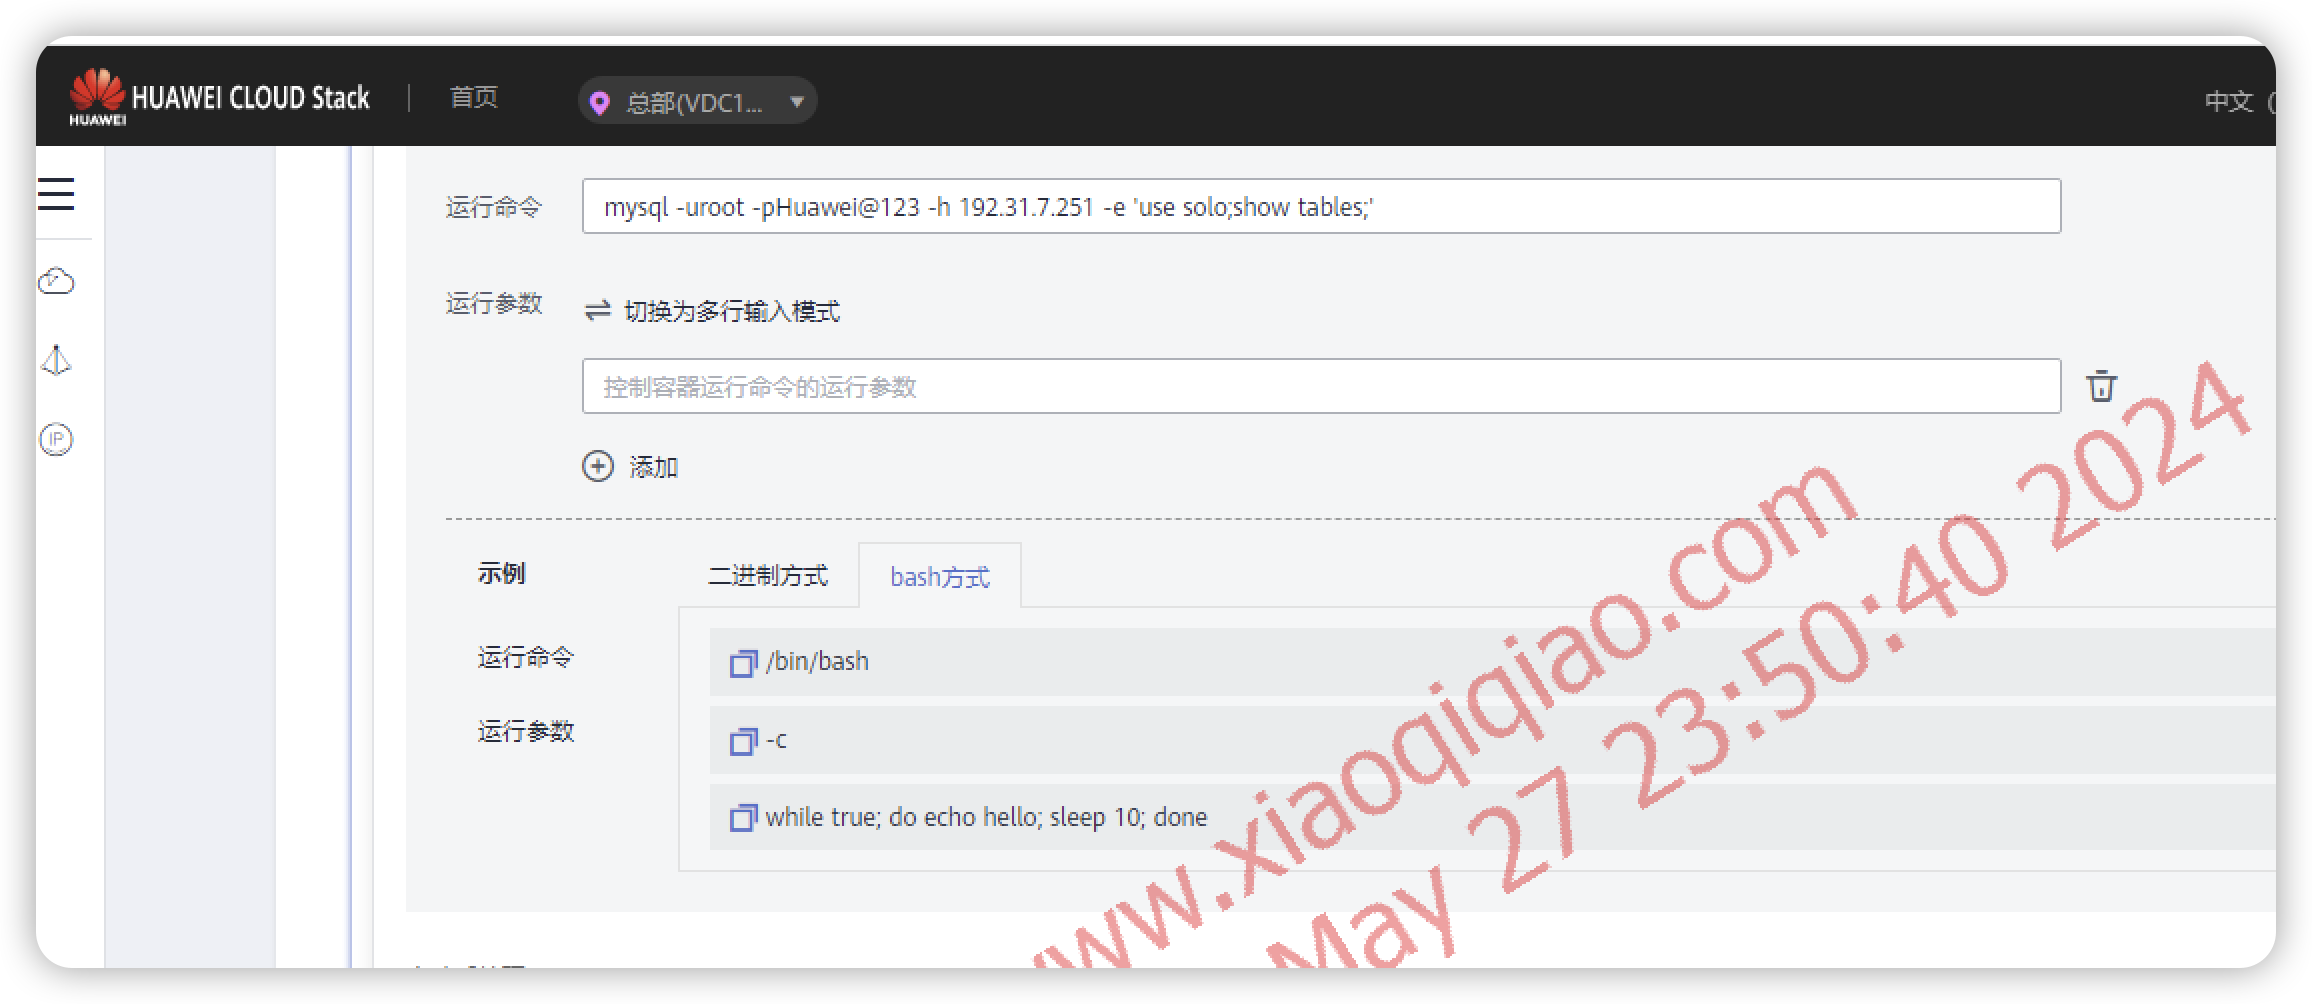 HUAWEI
HUAWEI CLOUD Stack
首页
总部(VDC1...
中文 (
运行命令
mysql -uroot -pHuawei@123 -h 192.31.7.251 -e 'use solo;show tables;'
运行参数
切换为多行输入模式
控制容器运行命令的运行参数
添加
示例
二进制方式
bash方式
运行命令
/bin/bash
运行参数
-c
while true; do echo hello; sleep 10; done
IP
www.xiaoqiqiao.com
May 27 23:50:40 2024